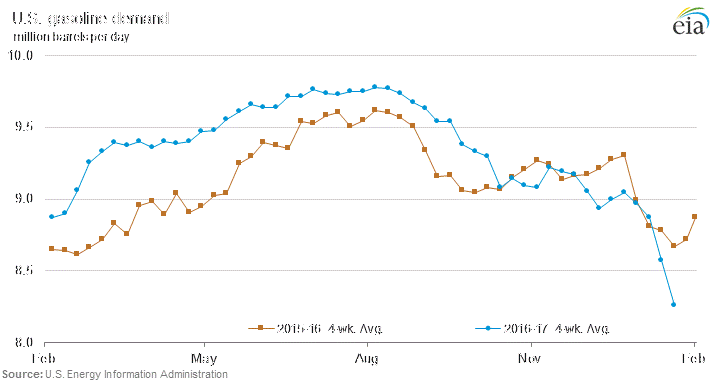 U.S. gasoline demand
million barrels per day
eia
10.0
9.5
9.0
8.5
8.0
2015-16 4-wk. Avg.
2016-17 4-wk. Avg.
Feb
May
Aug
Nov
Feb
Source: U.S. Energy Information Administration